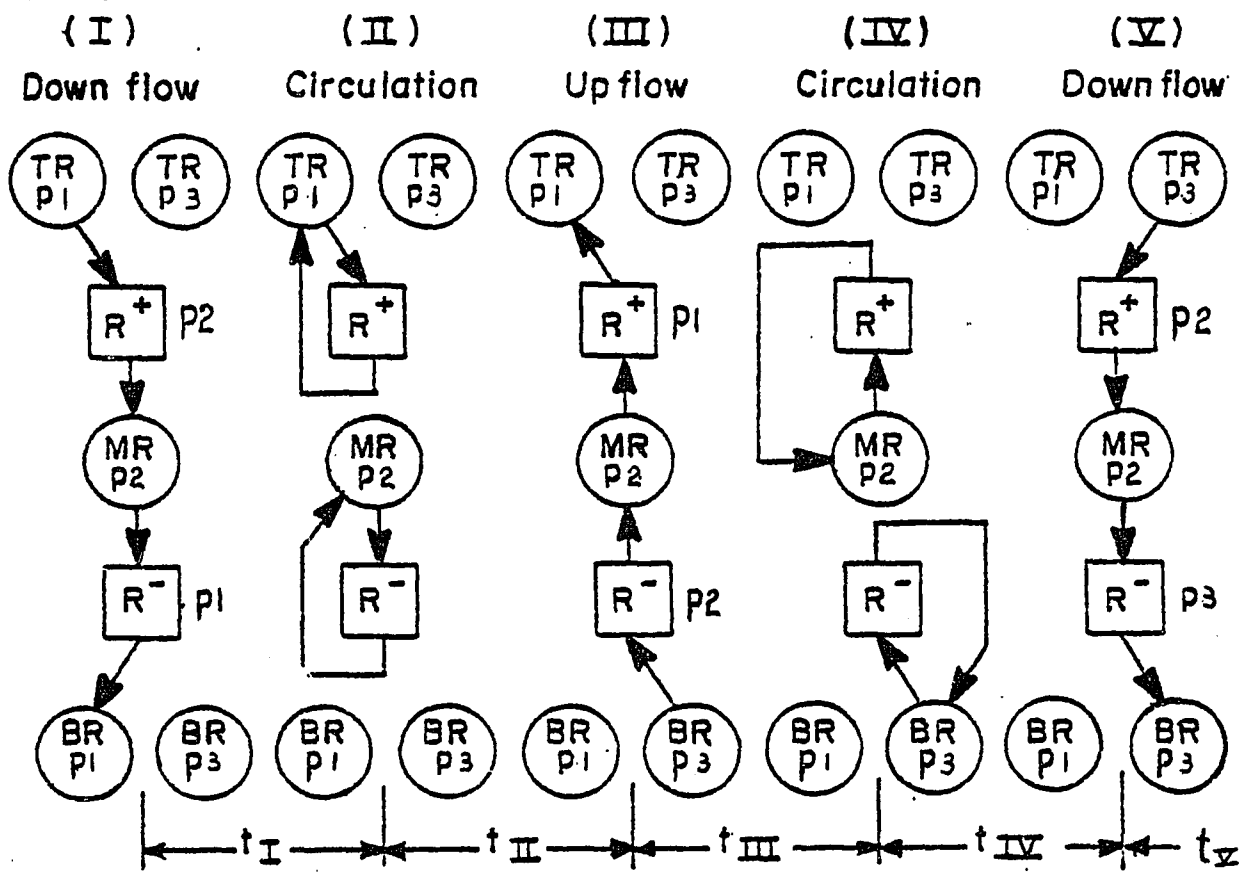 (I) (II) (III) (IV) (V)
Down flow Circulation Up flow Circulation Down flow
TR TR TR TR TR TR TR TR TR TR
p1 p3 p1 p3 p1 p3 p1 p3 p1 p3
R+ p2 R+ R+ p1 R+ R+ p2
MR MR MR MR MR
p2 p2 p2 p2 p2
R- p1 R- R- p2 R- R- p3
BR BR BR BR BR BR BR BR BR BR
p1 p3 p1 p3 p1 p3 p1 p3 p1 p3
tI tII tIII tIV tV